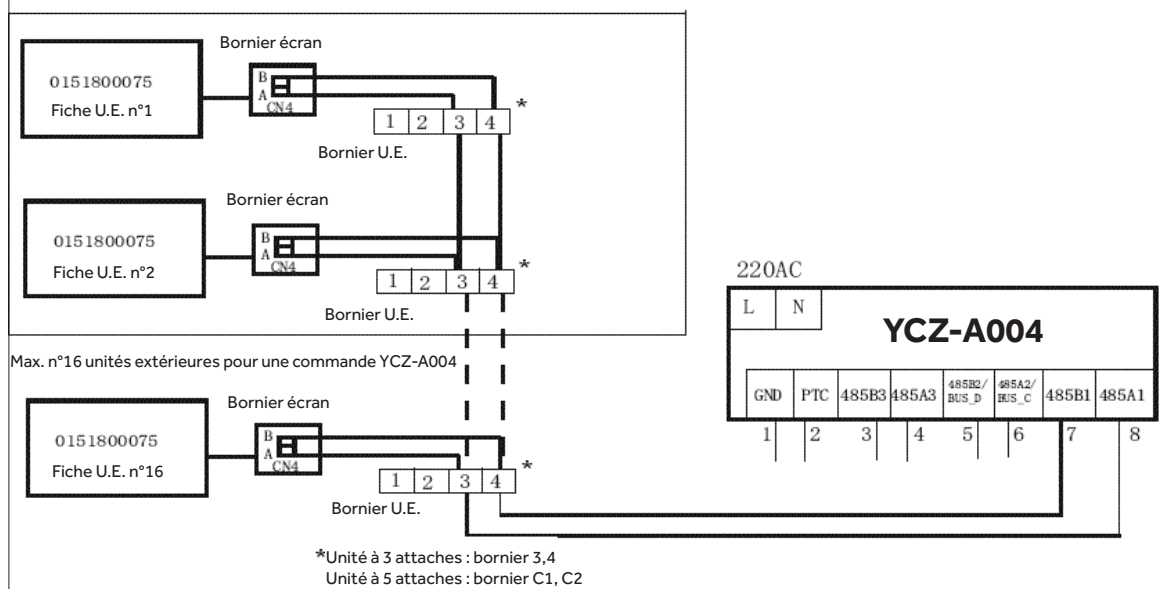 Bornier écran
0151800075
Fiche U.E. n°1
B
A
CN4
*
1 2 3 4
Bornier U.E.
Bornier écran
0151800075
Fiche U.E. n°2
B
A
CN4
*
1 2 3 4
Bornier U.E.
220AC
L N
YCZ-A004
GND PTC 485B3 485A3 485B2/BUS_D 485A2/BUS_C 485B1 485A1
1 2 3 4 5 6 7 8
Max. n°16 unités extérieures pour une commande YCZ-A004
Bornier écran
0151800075
Fiche U.E. n°16
B
A
CN4
*
1 2 3 4
Bornier U.E.
*Unité à 3 attaches : bornier 3,4
Unité à 5 attaches : bornier C1, C2